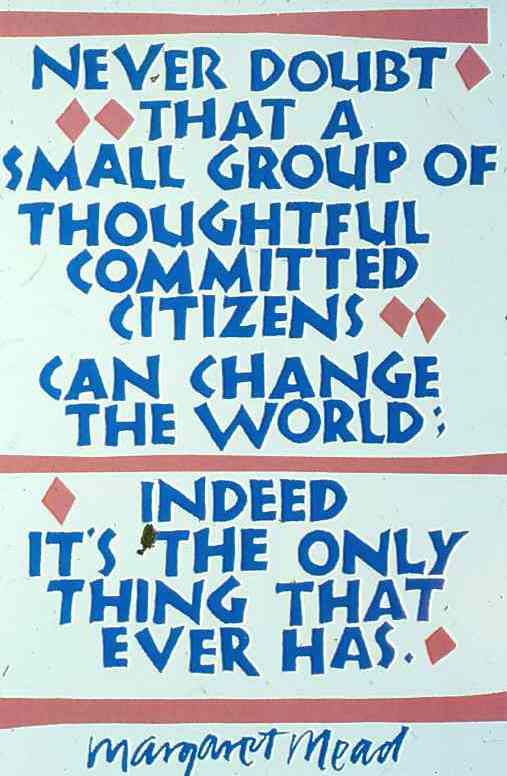 NEVER DOUBT
THAT A
SMALL GROUP OF
THOUGHTFUL
COMMITTED
CITIZENS
CAN CHANGE
THE WORLD;
INDEED
IT'S THE ONLY
THING THAT
EVER HAS.
Margaret Mead